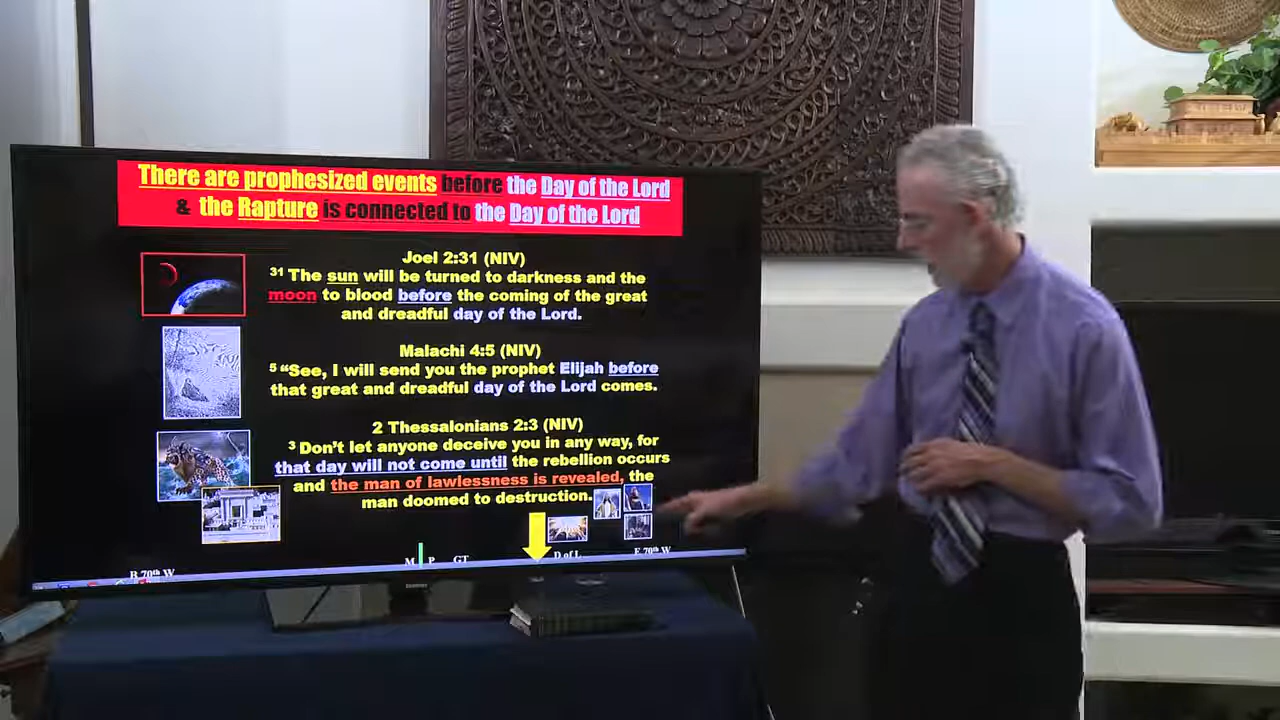 There are prophesized events before the Day of the Lord
& the Rapture is connected to the Day of the Lord
Joel 2:31 (NIV)
31 The sun will be turned to darkness and the
moon to blood before the coming of the great
and dreadful day of the Lord.
Malachi 4:5 (NIV)
5 “See, I will send you the prophet Elijah before
that great and dreadful day of the Lord comes.
2 Thessalonians 2:3 (NIV)
3 Don’t let anyone deceive you in any way, for
that day will not come until the rebellion occurs
and the man of lawlessness is revealed, the
man doomed to destruction.
B 70th W M P GT D of L E 70th W